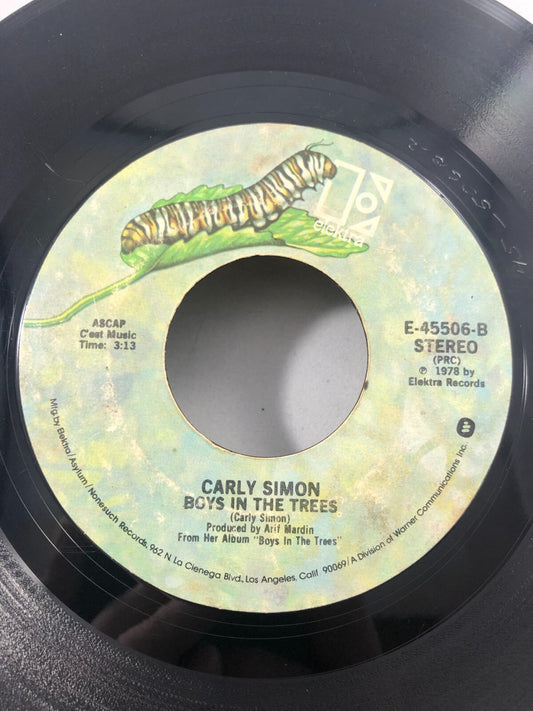 elektra
ASCAP
C'est Music
Time: 3:13
E-45506-B
STEREO
(PRC)
℗ 1978 by
Elektra Records
CARLY SIMON
BOYS IN THE TREES
(Carly Simon)
Produced by Arif Mardin
From Her Album "Boys In The Trees"
Mfg by Elektra/Asylum/Nonesuch Records, 962 N. La Cienega Blvd., Los Angeles, Calif. 90069/A Division of Warner Communications Inc.